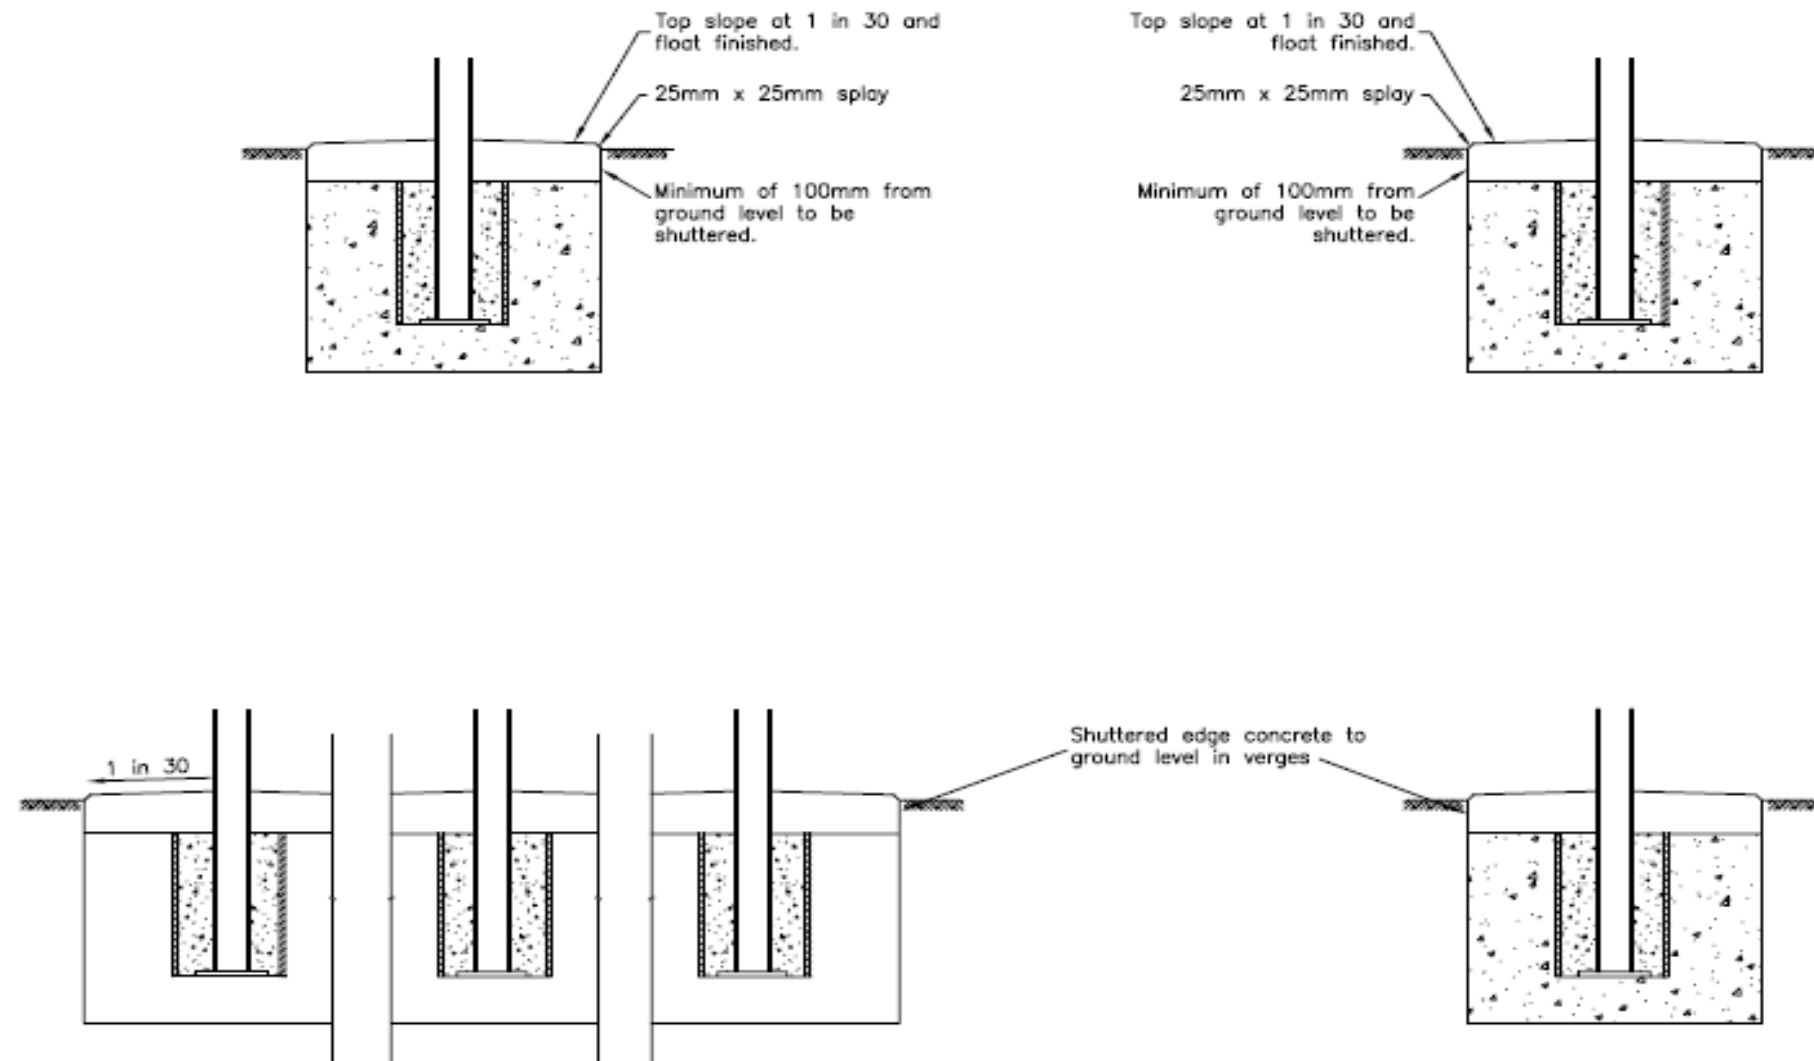 Top slope at 1 in 30 and
float finished.
25mm x 25mm splay
Minimum of 100mm from
ground level to be
shuttered.
Top slope at 1 in 30 and
float finished.
25mm x 25mm splay
Minimum of 100mm from
ground level to be
shuttered.
1 in 30
Shuttered edge concrete to
ground level in verges